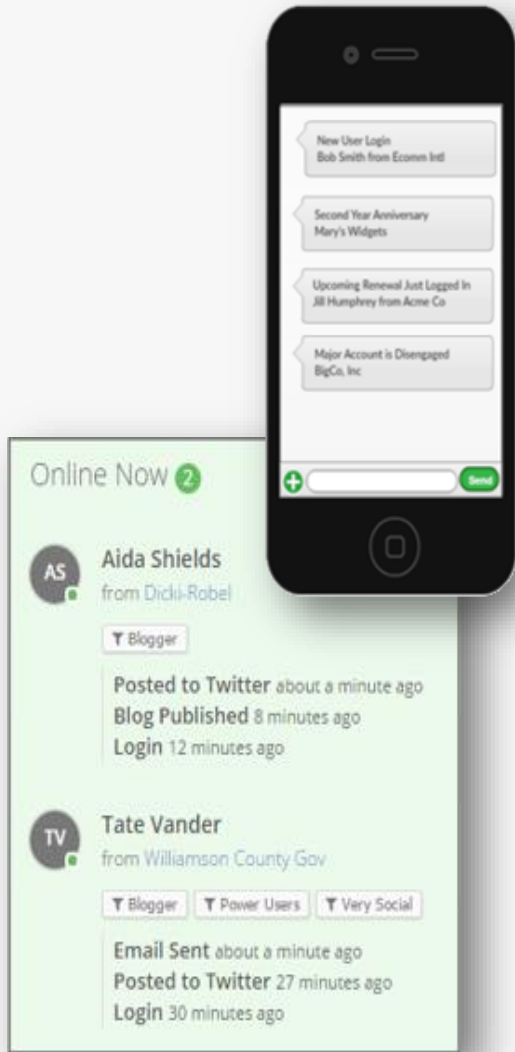 New User Login
Bob Smith from Ecomm Intl
Second Year Anniversary
Mary's Widgets
Upcoming Renewal Just Logged In
Jill Humphrey from Acme Co
Major Account is Disengaged
BigCo, Inc
Send
Online Now 2
AS
Aida Shields
from Dicki-Robel
Blogger
Posted to Twitter about a minute ago
Blog Published 8 minutes ago
Login 12 minutes ago
TV
Tate Vander
from Williamson County Gov
Blogger Power Users Very Social
Email Sent about a minute ago
Posted to Twitter 27 minutes ago
Login 30 minutes ago